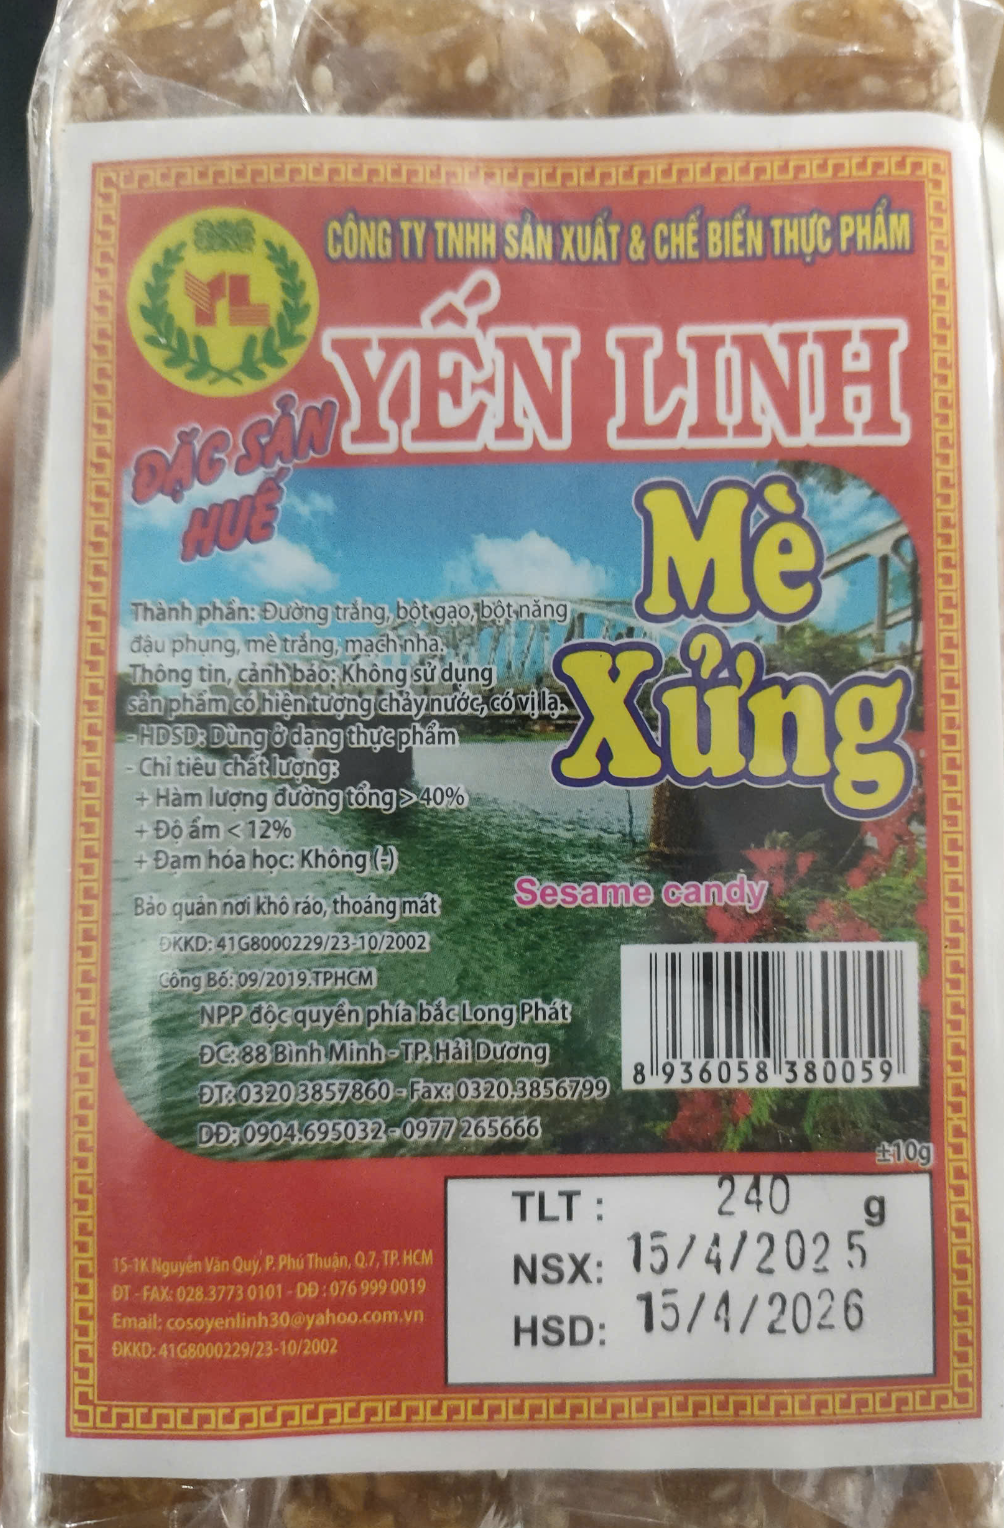 CÔNG TY TNHH SẢN XUẤT & CHẾ BIẾN THỰC PHẨM
YL
YẾN LINH
ĐẶC SẢN
HUẾ
Mè
Xửng
Thành phần: Đường trắng, bột gạo, bột năng
đậu phụng, mè trắng, mạch nha.
Thông tin, cảnh báo: Không sử dụng
sản phẩm có hiện tượng chảy nước, có vị lạ.
- HDSD: Dùng ở dạng thực phẩm
- Chỉ tiêu chất lượng:
+ Hàm lượng đường tổng > 40%
+ Độ ẩm < 12%
+ Đạm hóa học: Không (-)
Sesame candy
Bảo quản nơi khô ráo, thoáng mát
ĐKKD: 41G8000229/23-10/2002
Công Bố: 09/2019.TPHCM
NPP độc quyền phía bắc Long Phát
ĐC: 88 Bình Minh - TP. Hải Dương
ĐT: 0320 3857860 - Fax: 0320.3856799
DĐ: 0904.695032 - 0977 265666
8 936058 380059
±10g
TLT : 240 g
NSX: 15/4/2025
HSD: 15/4/2026
15-1K Nguyễn Văn Quỳ, P. Phú Thuận, Q.7, TP. HCM
ĐT - FAX: 028.3773 0101 - DĐ : 076 999 0019
Email: cosoyenlinh30@yahoo.com.vn
ĐKKD: 41G8000229/23-10/2002